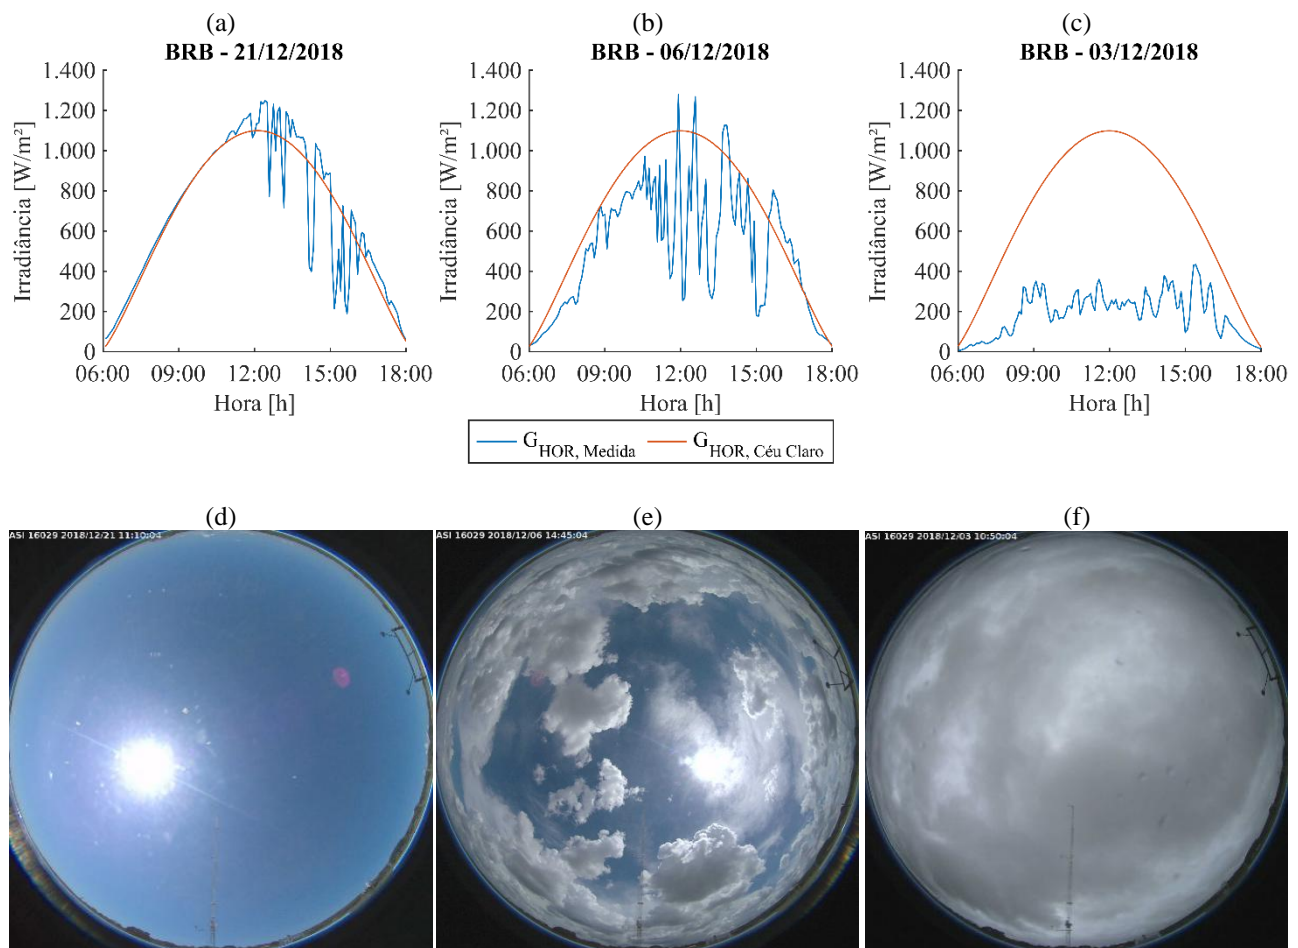 (a)
BRB - 21/12/2018
1.400
1.200
1.000
800
600
400
200
0
Irradiância [W/m²]
06:00 09:00 12:00 15:00 18:00
Hora [h]
(b)
BRB - 06/12/2018
1.400
1.200
1.000
800
600
400
200
0
Irradiância [W/m²]
06:00 09:00 12:00 15:00 18:00
Hora [h]
(c)
BRB - 03/12/2018
1.400
1.200
1.000
800
600
400
200
0
Irradiância [W/m²]
06:00 09:00 12:00 15:00 18:00
Hora [h]
G HOR, Medida G HOR, Céu Claro
(d)
ASI 16029 2018/12/21 11:10:04
(e)
ASI 16029 2018/12/06 14:45:04
(f)
ASI 16029 2018/12/03 10:50:04